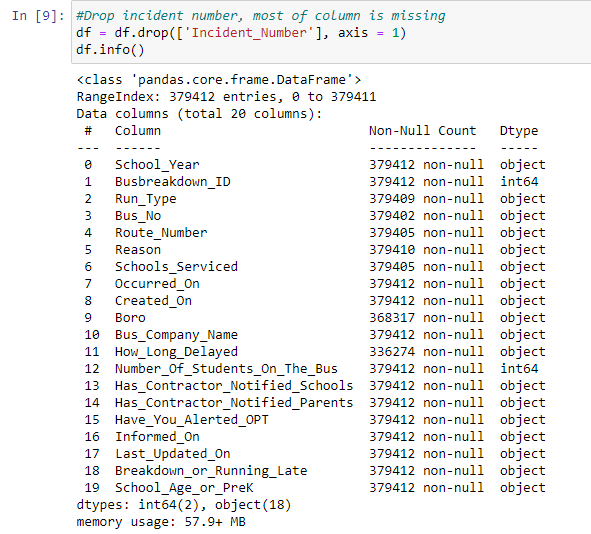 In [9]: #Drop incident number, most of column is missing
df = df.drop(['Incident_Number'], axis = 1)
df.info()
<class 'pandas.core.frame.DataFrame'>
RangeIndex: 379412 entries, 0 to 379411
Data columns (total 20 columns):
 #   Column                           Non-Null Count   Dtype
---  ------                           --------------   -----
 0   School_Year                      379412 non-null  object
 1   Busbreakdown_ID                  379412 non-null  int64
 2   Run_Type                         379409 non-null  object
 3   Bus_No                           379402 non-null  object
 4   Route_Number                     379405 non-null  object
 5   Reason                           379410 non-null  object
 6   Schools_Serviced                 379405 non-null  object
 7   Occurred_On                      379412 non-null  object
 8   Created_On                       379412 non-null  object
 9   Boro                             368317 non-null  object
 10  Bus_Company_Name                 379412 non-null  object
 11  How_Long_Delayed                 336274 non-null  object
 12  Number_Of_Students_On_The_Bus    379412 non-null  int64
 13  Has_Contractor_Notified_Schools  379412 non-null  object
 14  Has_Contractor_Notified_Parents  379412 non-null  object
 15  Have_You_Alerted_OPT             379412 non-null  object
 16  Informed_On                      379412 non-null  object
 17  Last_Updated_On                  379412 non-null  object
 18  Breakdown_or_Running_Late        379412 non-null  object
 19  School_Age_or_PreK               379412 non-null  object
dtypes: int64(2), object(18)
memory usage: 57.9+ MB